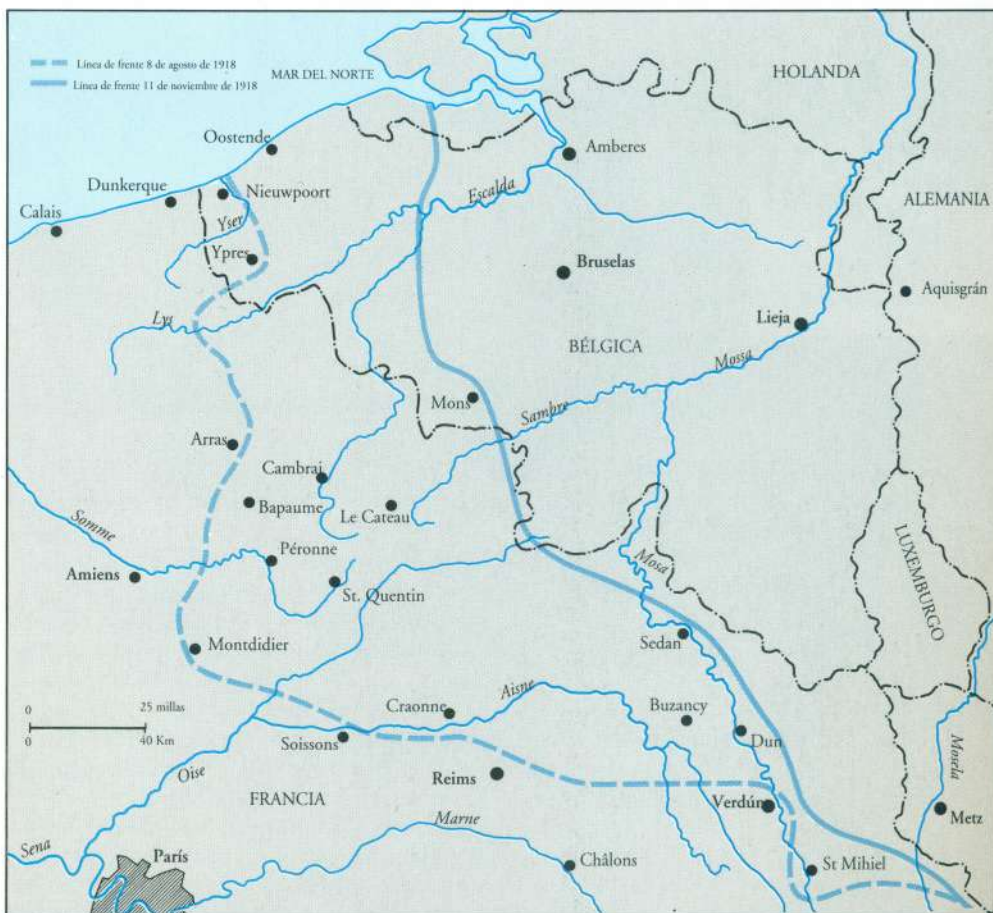 Línea de frente 8 de agosto de 1918
Línea de frente 11 de noviembre de 1918
MAR DEL NORTE
HOLANDA
Oostende
Amberes
Dunkerque
Nieuwpoort
Escalda
ALEMANIA
Calais
Yser
Ypres
Bruselas
Aquisgrán
Lys
Lieja
BÉLGICA
Mossa
Mons
Sambre
Arras
Cambrai
Bapaume
Le Cateau
Somme
Péronne
Amiens
St. Quentin
Mosa
LUXEMBURGO
Montdidier
Sedan
0 25 millas
0 40 Km
Aisne
Craonne
Buzancy
Soissons
Dun
Mosela
Oise
Reims
FRANCIA
Verdún
Metz
Marne
Sena
París
Châlons
St Mihiel